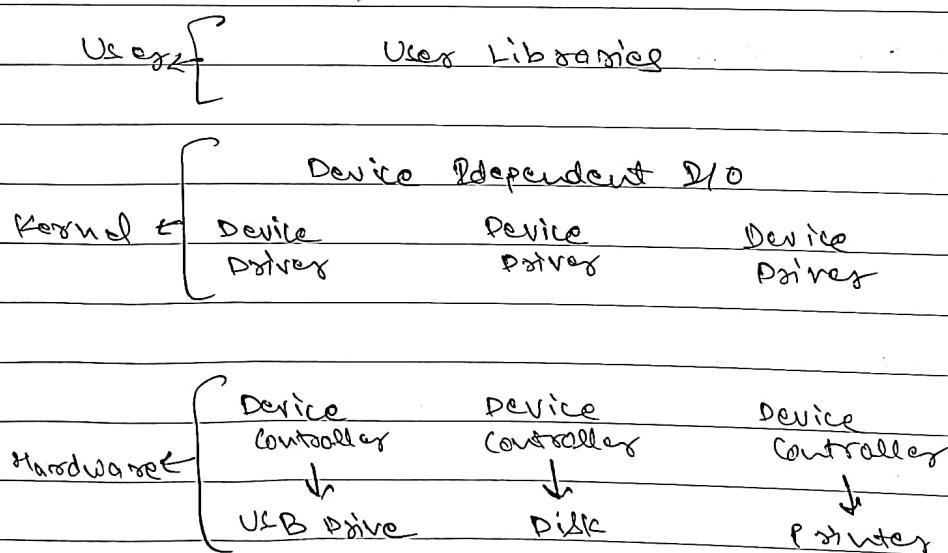 User ← User Libraries
Device Idependent I/O
Kernel ← Device Device Device
Driver Driver Driver
Device Device Device
Controller Controller Controller
Hardware ←
↓ ↓ ↓
USB Drive Disk Printer